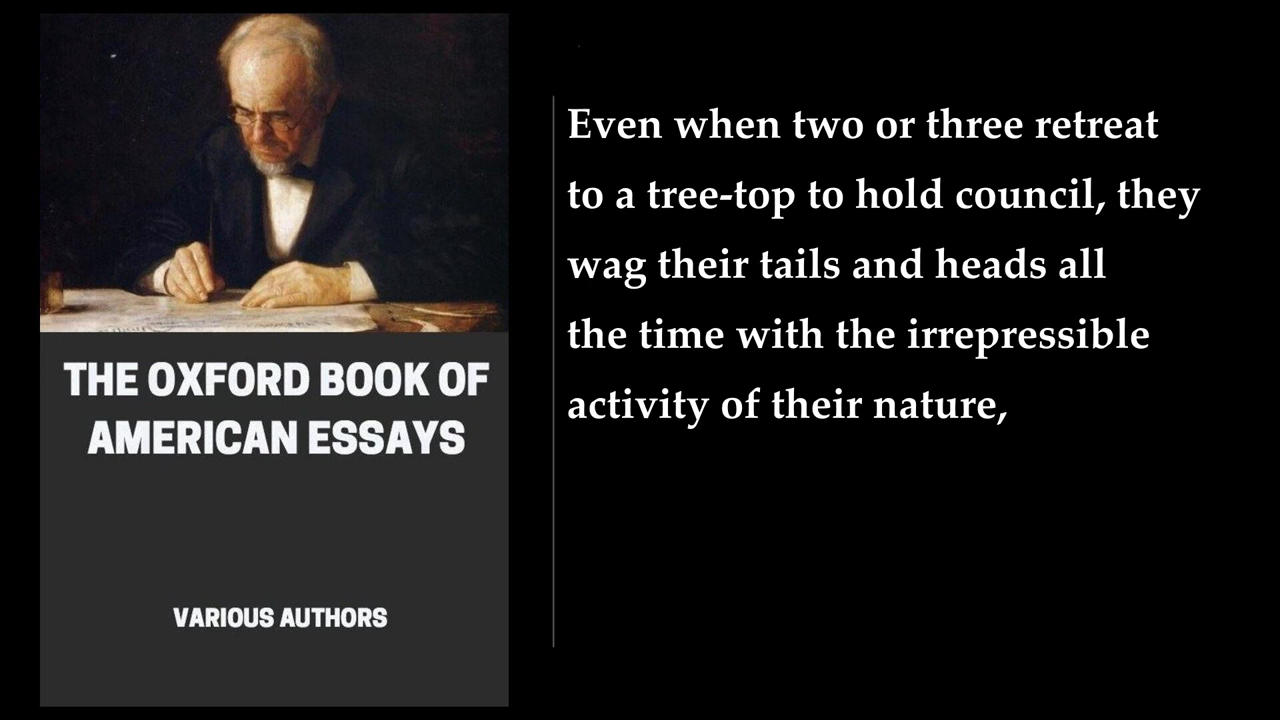 THE OXFORD BOOK OF
AMERICAN ESSAYS
VARIOUS AUTHORS
Even when two or three retreat
to a tree-top to hold council, they
wag their tails and heads all
the time with the irrepressible
activity of their nature,